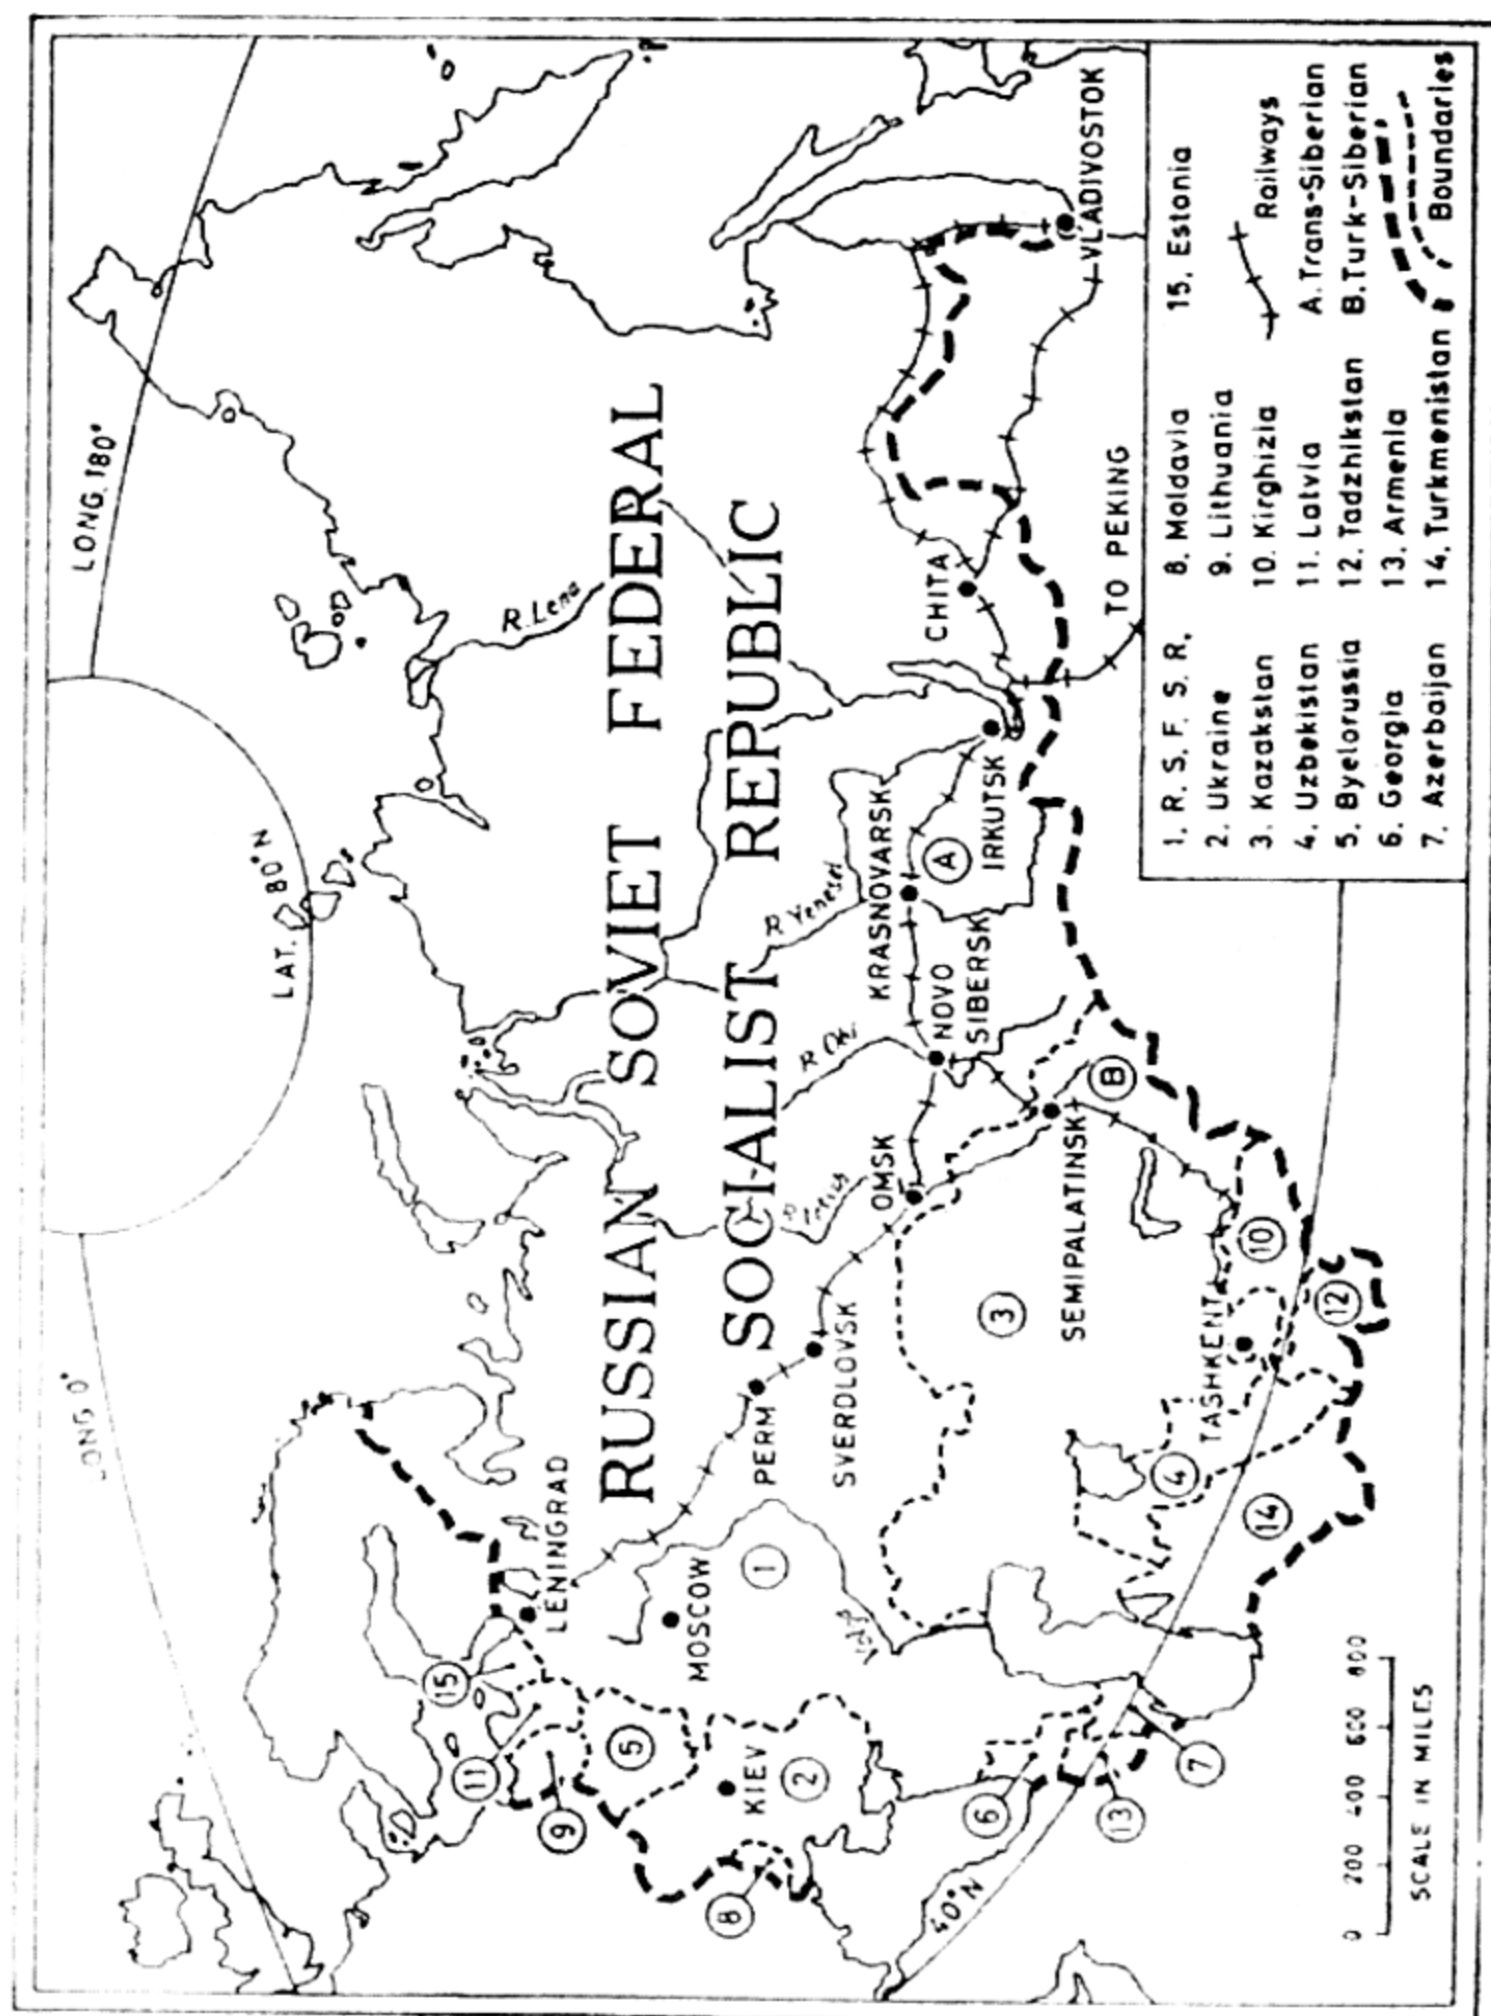 LONG. 0°
LAT. 80°N
LONG. 180°
R. Lena
RUSSIAN SOVIET FEDERAL
SOCIALIST REPUBLIC
R Yenesei
LENINGRAD
MOSCOW
1
PERM
SVERDLOVSK
OMSK
NOVO
SIBERSK
KRASNOVARSK
A
IRKUTSK
CHITA
VLADIVOSTOK
TO PEKING
15
11
9
5
KIEV
2
8
6
13
7
40°N
3
SEMIPALATINSK
B
TASHKENT
4
14
10
12
1. R. S. F. S. R.
2. Ukraine
3. Kazakstan
4. Uzbekistan
5. Byelorussia
6. Georgia
7. Azerbaijan
8. Moldavia
9. Lithuania
10. Kirghizia
11. Latvia
12. Tadzhikstan
13. Armenia
14. Turkmenistan
15. Estonia
Railways
A. Trans-Siberian
B. Turk-Siberian
Boundaries
0 200 400 600 800
SCALE IN MILES